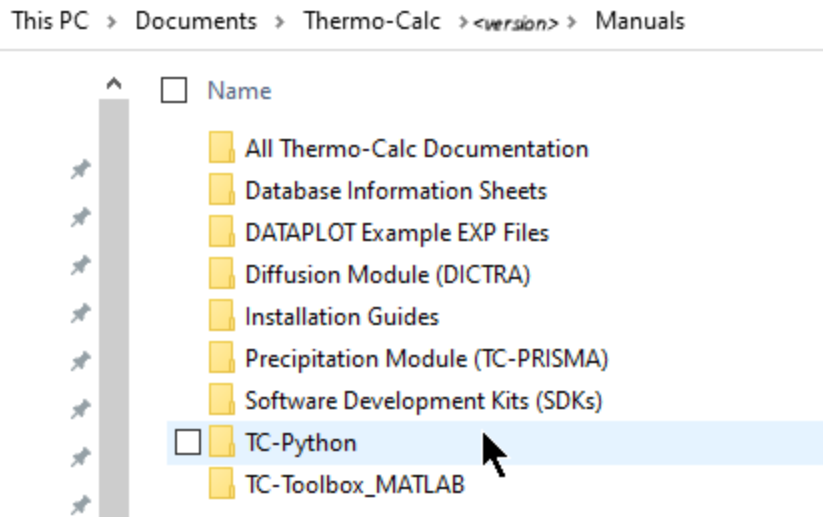 This PC > Documents > Thermo-Calc > <version> > Manuals
Name
All Thermo-Calc Documentation
Database Information Sheets
DATAPLOT Example EXP Files
Diffusion Module (DICTRA)
Installation Guides
Precipitation Module (TC-PRISMA)
Software Development Kits (SDKs)
TC-Python
TC-Toolbox_MATLAB